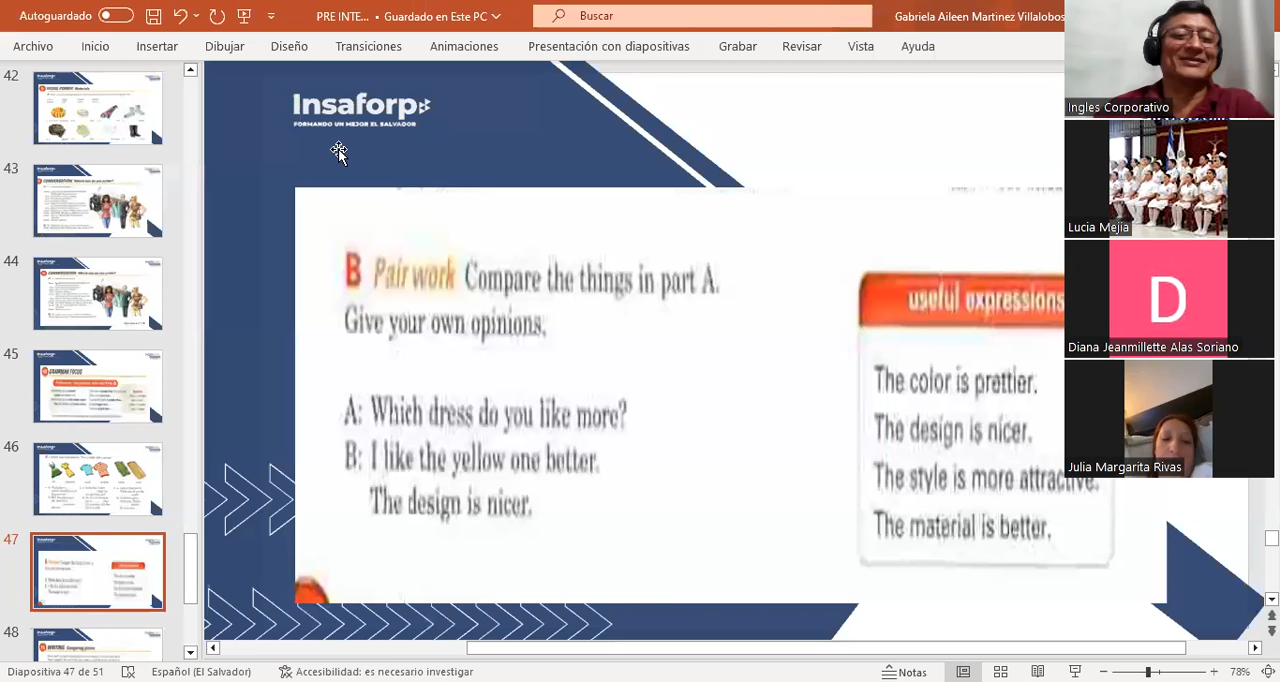 Autoguardado
PRE INTE... • Guardado en Este PC
Buscar
Gabriela Aileen Martinez Villalobos
Archivo Inicio Insertar Dibujar Diseño Transiciones Animaciones Presentación con diapositivas Grabar Revisar Vista Ayuda
Ingles Corporativo
Lucia Mejia
D
Diana Jeanmillette Alas Soriano
Julia Margarita Rivas
42
43
44
45
GRAMMAR FOCUS
46
47
48
Insaforp
FORMANDO UN MEJOR EL SALVADOR
B Pair work Compare the things in part A.
Give your own opinions.
A: Which dress do you like more?
B: I like the yellow one better.
The design is nicer.
useful expressions
The color is prettier.
The design is nicer.
The style is more attractive.
The material is better.
Diapositiva 47 de 51
Español (El Salvador)
Accesibilidad: es necesario investigar
Notas
78%